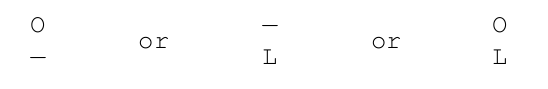 O – O
or or
– L L